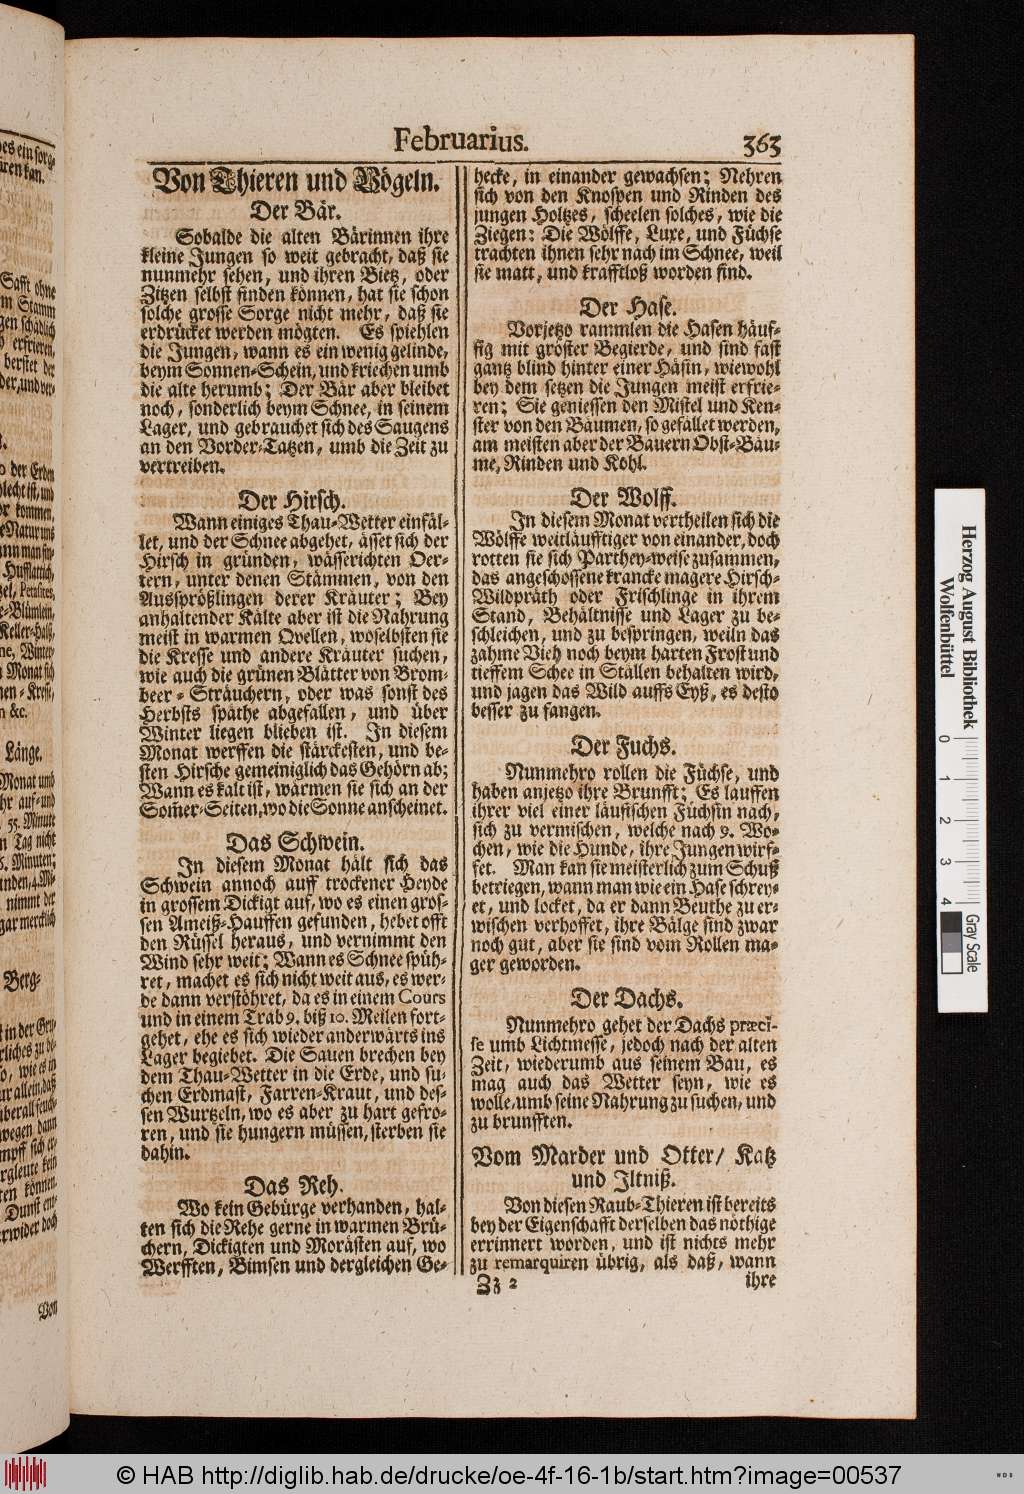 Februarius. 363
Von Thieren und Vögeln.
Der Bär.
Sobalde die alten Bärinnen ihre
kleine Jungen so weit gebracht, daß sie
nunmehr sehen, und ihren Bietz, oder
Zitzen selbst finden können, hat sie schon
solche grosse Sorge nicht mehr, daß sie
erdrücket werden mögten. Es spiehlen
die Jungen, wann es ein wenig gelinde,
beym Sonnen-Schein, und kriechen umb
die alte herumb; Der Bär aber bleibet
noch, sonderlich beym Schnee, in seinem
Lager, und gebrauchet sich des Saugens
an den Vorder-Tatzen, umb die Zeit zu
vertreiben.
Der Hirsch.
Wann einiges Thau-Wetter einfäl-
let, und der Schnee abgehet, ässet sich der
Hirsch in gründen, wässerichten Oer-
tern, unter denen Stämmen, von den
Aussprößlingen derer Kräuter; Bey
anhaltender Kälte aber ist die Nahrung
meist in warmen Qvellen, woselbsten sie
die Kresse und andere Kräuter suchen,
wie auch die grünen Blätter von Brom-
beer-Sträuchern, oder was sonst des
Herbsts späthe abgefallen, und über
Winter liegen blieben ist. In diesem
Monat werffen die stärckesten, und be-
sten Hirsche gemeiniglich das Gehörn ab;
Wann es kalt ist, wärmen sie sich an der
Som̃er-Seiten, wo die Sonne anscheinet.
Das Schwein.
In diesem Monat hält sich das
Schwein annoch auff trockener Heyde
in grossem Dickigt auf, wo es einen gros-
sen Ameiß-Hauffen gefunden, hebet offt
den Rüssel heraus, und vernimmt den
Wind sehr weit; Wann es Schnee spüh-
ret, machet es sich nicht weit aus, es wer-
de dann verstöhret, da es in einem Cours
und in einem Trab 9. biß 10. Meilen fort-
gehet, ehe es sich wieder anderwärts ins
Lager begiebet. Die Sauen brechen bey
dem Thau-Wetter in die Erde, und su-
chen Erdmast, Farren-Kraut, und des-
sen Wurtzeln, wo es aber zu hart gefro-
ren, und sie hungern müssen, sterben sie
dahin.
Das Reh.
Wo kein Gebürge verhanden, hal-
ten sich die Rehe gerne in warmen Brü-
chern, Dickigten und Morästen auf, wo
Werfften, Bimsen und dergleichen Ge-
hecke, in einander gewachsen; Nehren
sich von den Knospen und Rinden des
jungen Holtzes, scheelen solches, wie die
Ziegen: Die Wölffe, Luxe, und Füchse
trachten ihnen sehr nach im Schnee, weil
sie matt, und krafftloß worden sind.
Der Hase.
Vorjetzo rammlen die Hasen häuf-
fig mit gröster Begierde, und sind fast
gantz blind hinter einer Häsin, wiewohl
bey dem setzen die Jungen meist erfrie-
ren; Sie geniessen den Mistel und Ken-
ster von den Bäumen, so gefället werden,
am meisten aber der Bauern Obst-Bäu-
me, Rinden und Kohl.
Der Wolff.
In diesem Monat vertheilen sich die
Wölffe weitläufftiger von einander, doch
rotten sie sich Parthey-weise zusammen,
das angeschossene krancke magere Hirsch-
Wildpräth oder Frischlinge in ihrem
Stand, Behältnisse und Lager zu be-
schleichen, und zu bespringen, weiln das
zahme Vieh noch beym harten Frost und
tieffem Schee in Ställen behalten wird,
und jagen das Wild auffs Eyß, es desto
besser zu fangen.
Der Fuchs.
Nunmehro rollen die Füchse, und
haben anjetzo ihre Brunfft; Es lauffen
ihrer viel einer läufischen Füchsin nach,
sich zu vermischen, welche nach 9. Wo-
chen, wie die Hunde, ihre Jungen wirf-
fet. Man kan sie meisterlich zum Schuß
betriegen, wann man wie ein Hase schrey-
et, und locket, da er dann Beuthe zu er-
wischen verhoffet, ihre Bälge sind zwar
noch gut, aber sie sind vom Rollen ma-
ger geworden.
Der Dachs.
Nunmehro gehet der Dachs præci-
se umb Lichtmesse, jedoch nach der alten
Zeit, wiederumb aus seinem Bau, es
mag auch das Wetter seyn, wie es
wolle, umb seine Nahrung zu suchen, und
zu brunfften.
Vom Marder und Otter/ Katz
und Iltniß.
Von diesen Raub-Thieren ist bereits
bey der Eigenschafft derselben das nöthige
errinnert worden, und ist nichts mehr
zu remarquiren übrig, als daß, wann
Zz 2 ihre
Herzog August Bibliothek
Wolfenbüttel
0 1 2 3 4
Gray Scale
© HAB http://diglib.hab.de/drucke/oe-4f-16-1b/start.htm?image=00537